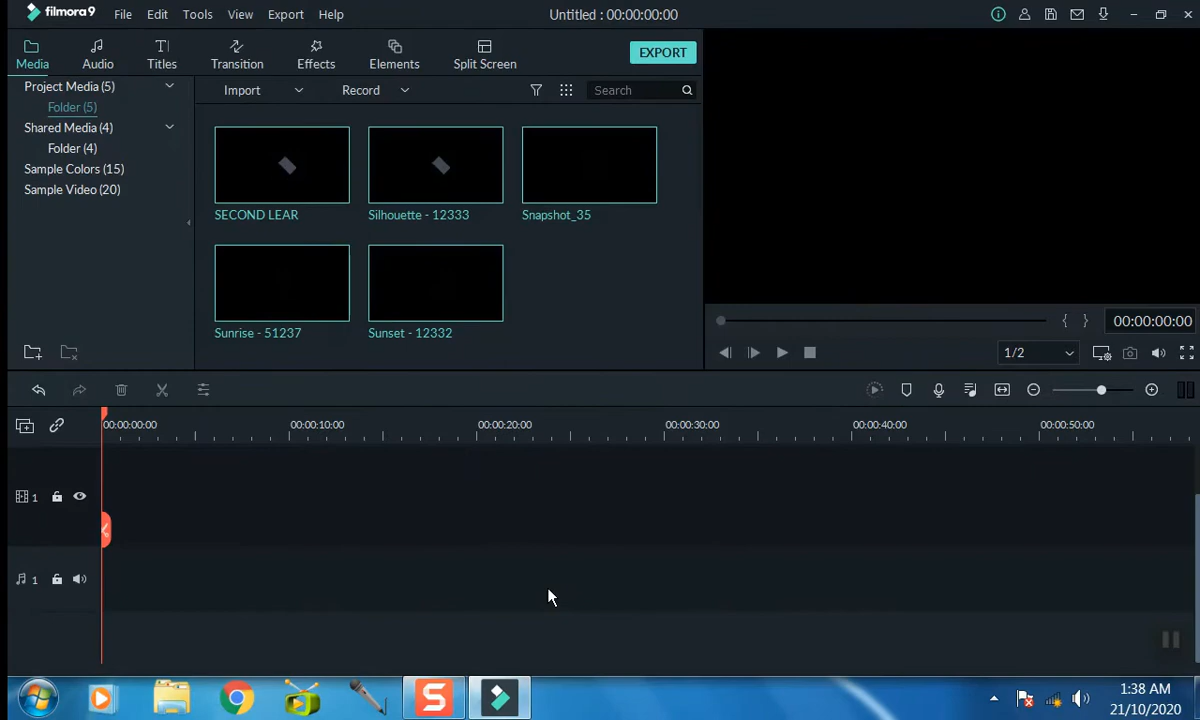 filmora9 File Edit Tools View Export Help Untitled : 00:00:00:00
Media Audio Titles Transition Effects Elements Split Screen EXPORT
Project Media (5)
Folder (5)
Shared Media (4)
Folder (4)
Sample Colors (15)
Sample Video (20)
Import Record Search
SECOND LEAR Silhouette - 12333 Snapshot_35
Sunrise - 51237 Sunset - 12332
{ } 00:00:00:00
1/2
00:00:00:00 00:00:10:00 00:00:20:00 00:00:30:00 00:00:40:00 00:00:50:00
1
1
S
1:38 AM
21/10/2020